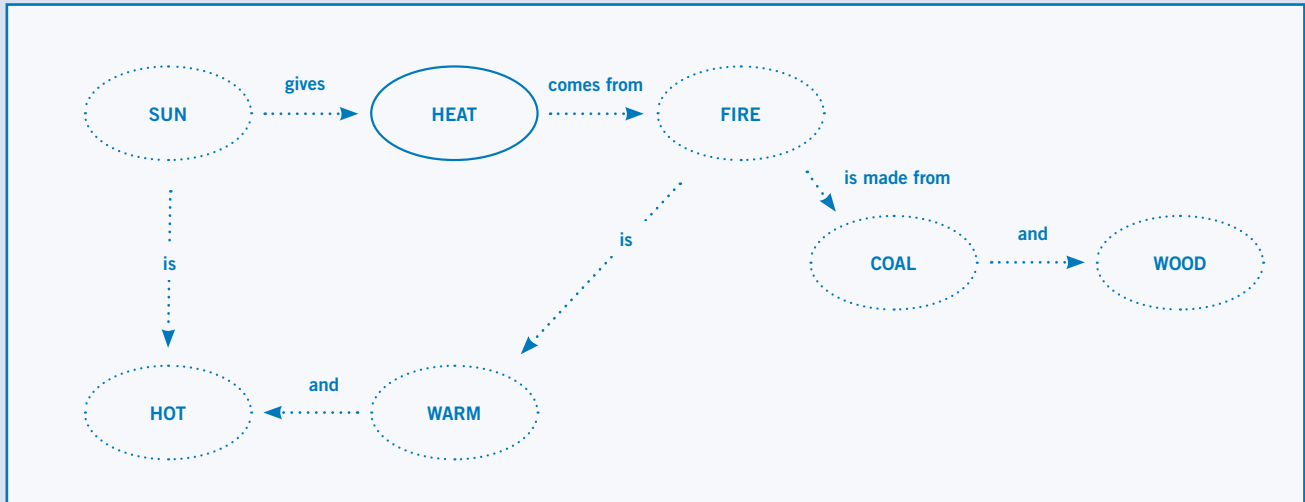 gives
comes from
SUN
HEAT
FIRE
is made from
is
and
COAL
WOOD
is
and
HOT
WARM